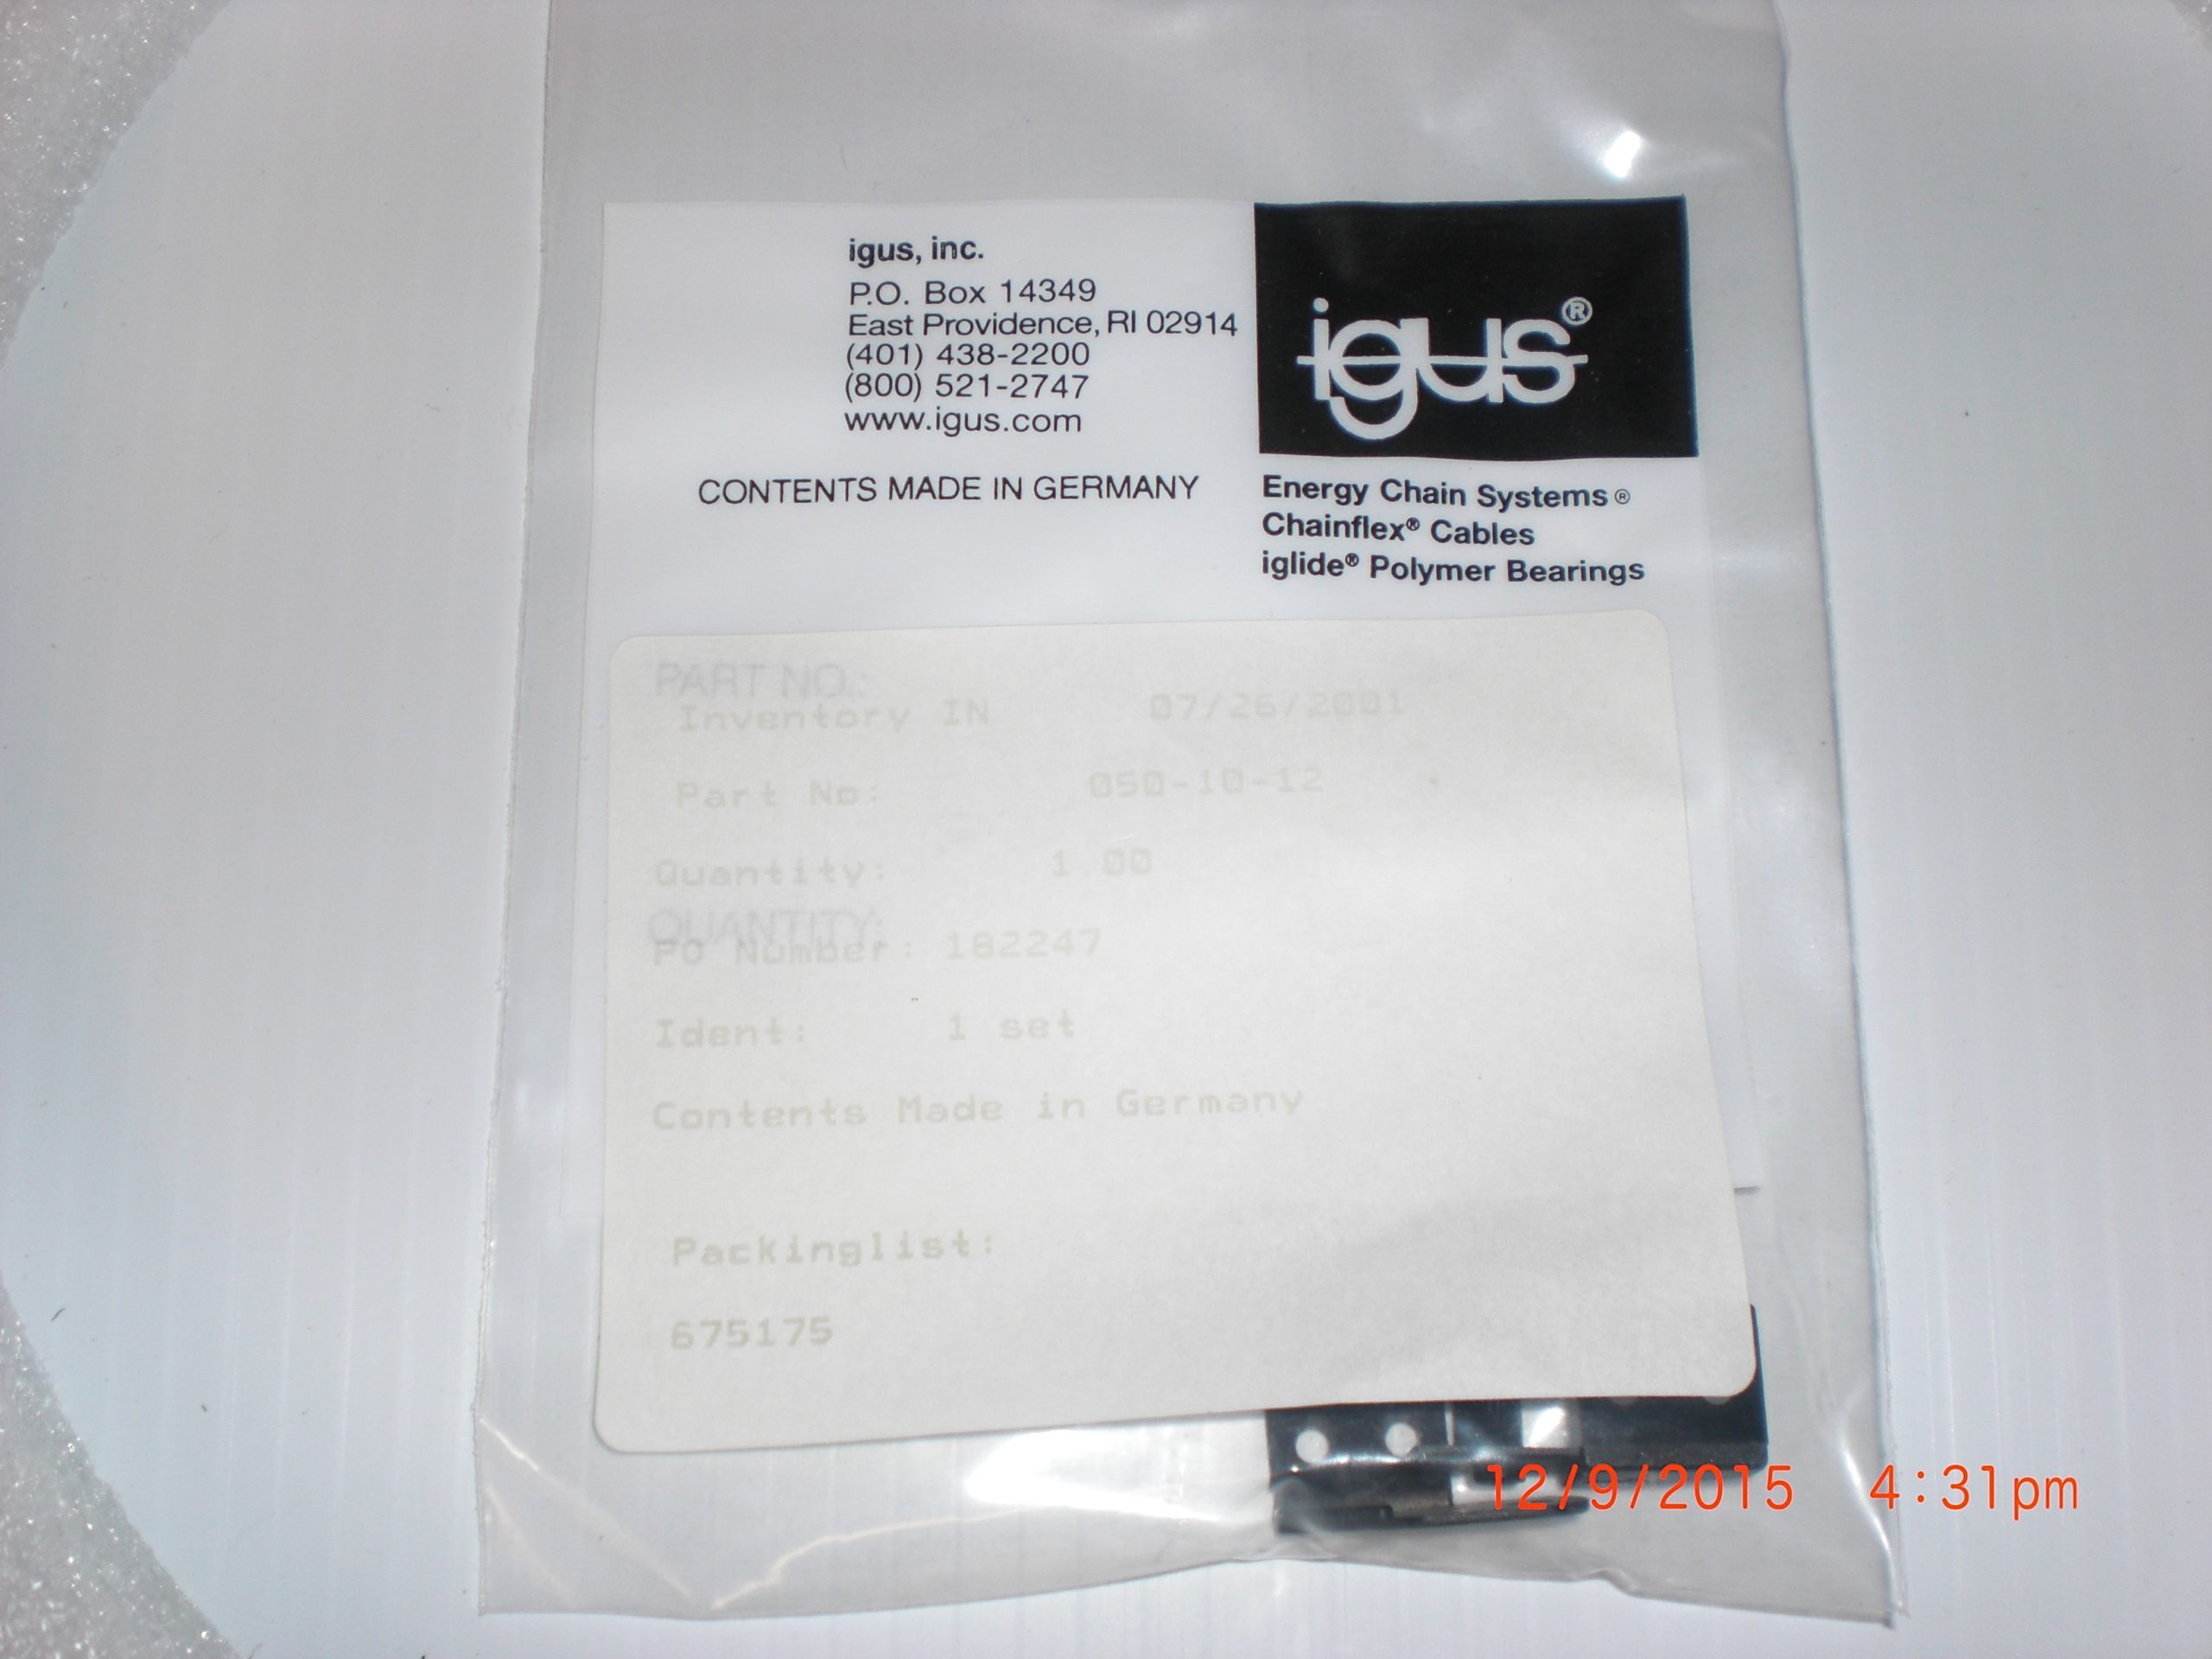 igus, inc.
P.O. Box 14349
East Providence, RI 02914
(401) 438-2200
(800) 521-2747
www.igus.com
CONTENTS MADE IN GERMANY
igus®
Energy Chain Systems®
Chainflex® Cables
iglide® Polymer Bearings
PART NO.:
Inventory IN 07/26/2001
Part No: 050-10-12
Quantity: 1.00
QUANTITY:
PO Number: 182247
Ident: 1 set
Contents Made in Germany
Packinglist:
675175
12/9/2015 4:31pm